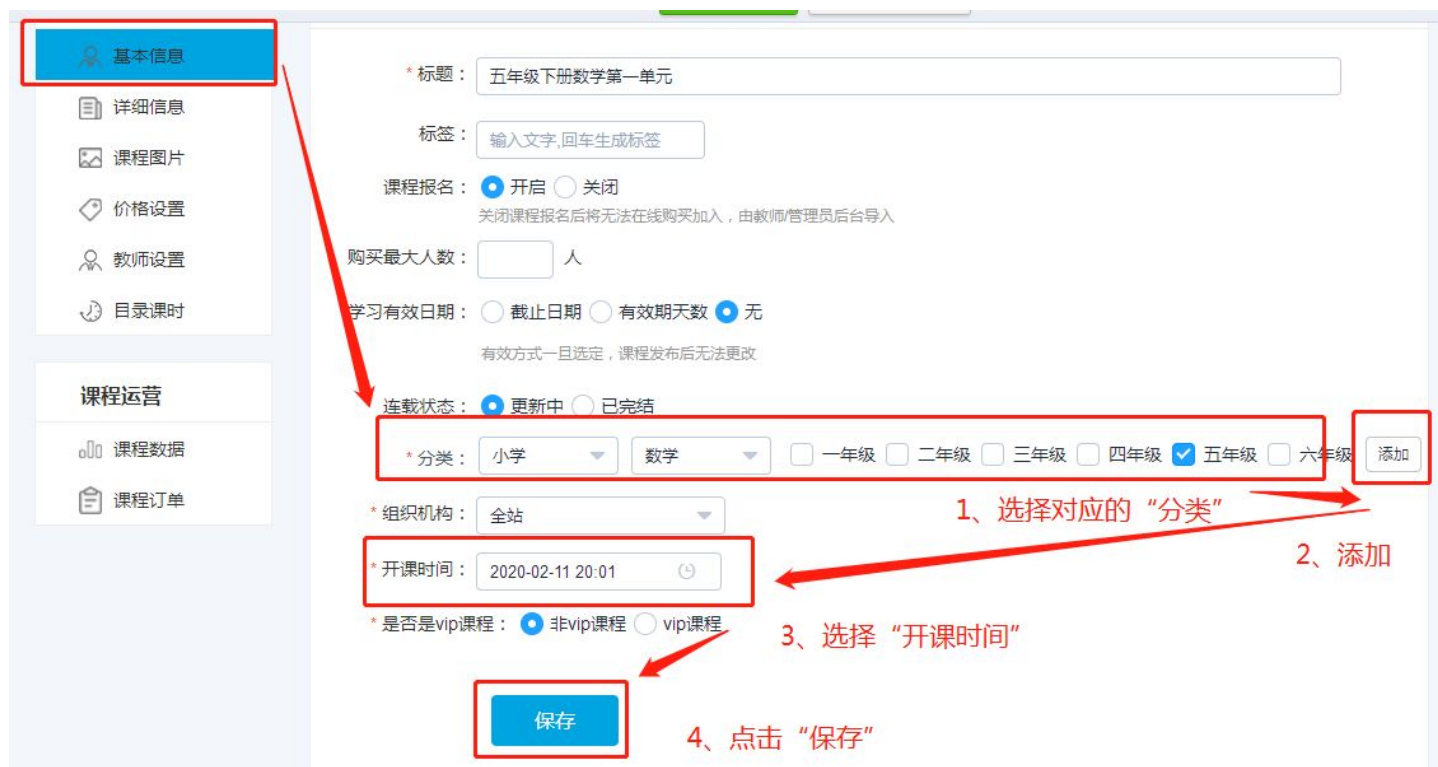 基本信息
详细信息
课程图片
价格设置
教师设置
目录课时
课程运营
课程数据
课程订单
*标题：五年级下册数学第一单元
标签：输入文字,回车生成标签
课程报名：开启 关闭
关闭课程报名后将无法在线购买加入，由教师/管理员后台导入
购买最大人数： 人
学习有效日期：截止日期 有效期天数 无
有效方式一旦选定，课程发布后无法更改
连载状态：更新中 已完结
*分类：小学 数学 一年级 二年级 三年级 四年级 五年级 六年级 添加
1、选择对应的“分类”
*组织机构：全站
2、添加
*开课时间：2020-02-11 20:01
*是否是vip课程：非vip课程 vip课程
3、选择“开课时间”
保存
4、点击“保存”